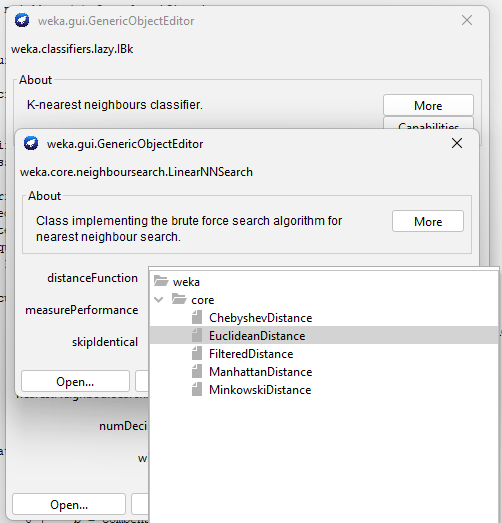 weka.gui.GenericObjectEditor
weka.classifiers.lazy.IBk
About
K-nearest neighbours classifier.
More
Capabilities
weka.gui.GenericObjectEditor
weka.core.neighboursearch.LinearNNSearch
About
Class implementing the brute force search algorithm for
nearest neighbour search.
More
distanceFunction
measurePerformance
skipIdentical
Open...
weka
core
ChebyshevDistance
EuclideanDistance
FilteredDistance
ManhattanDistance
MinkowskiDistance
numDeci
w
Open...